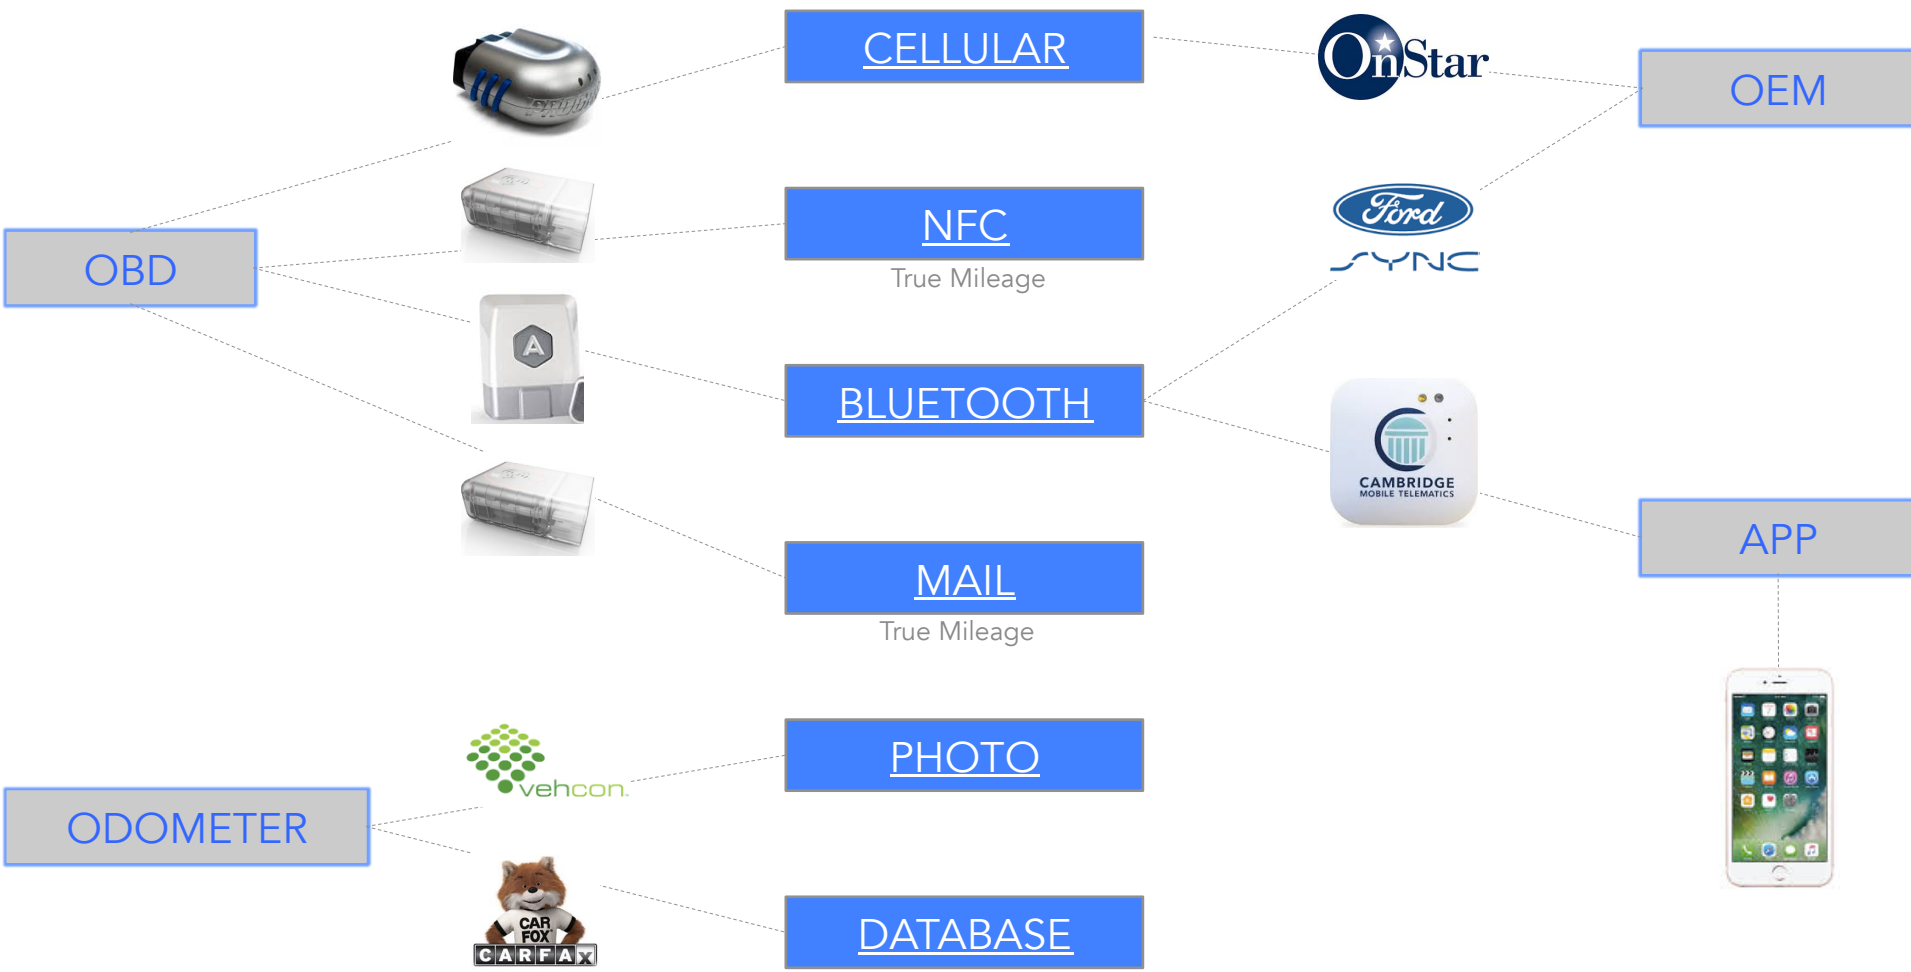 CELLULAR
OnStar
OEM
NFC
True Mileage
Ford
SYNC
OBD
A
BLUETOOTH
CAMBRIDGE
MOBILE TELEMATICS
APP
MAIL
True Mileage
vehcon.
PHOTO
ODOMETER
CAR
FOX
CARFAX
DATABASE